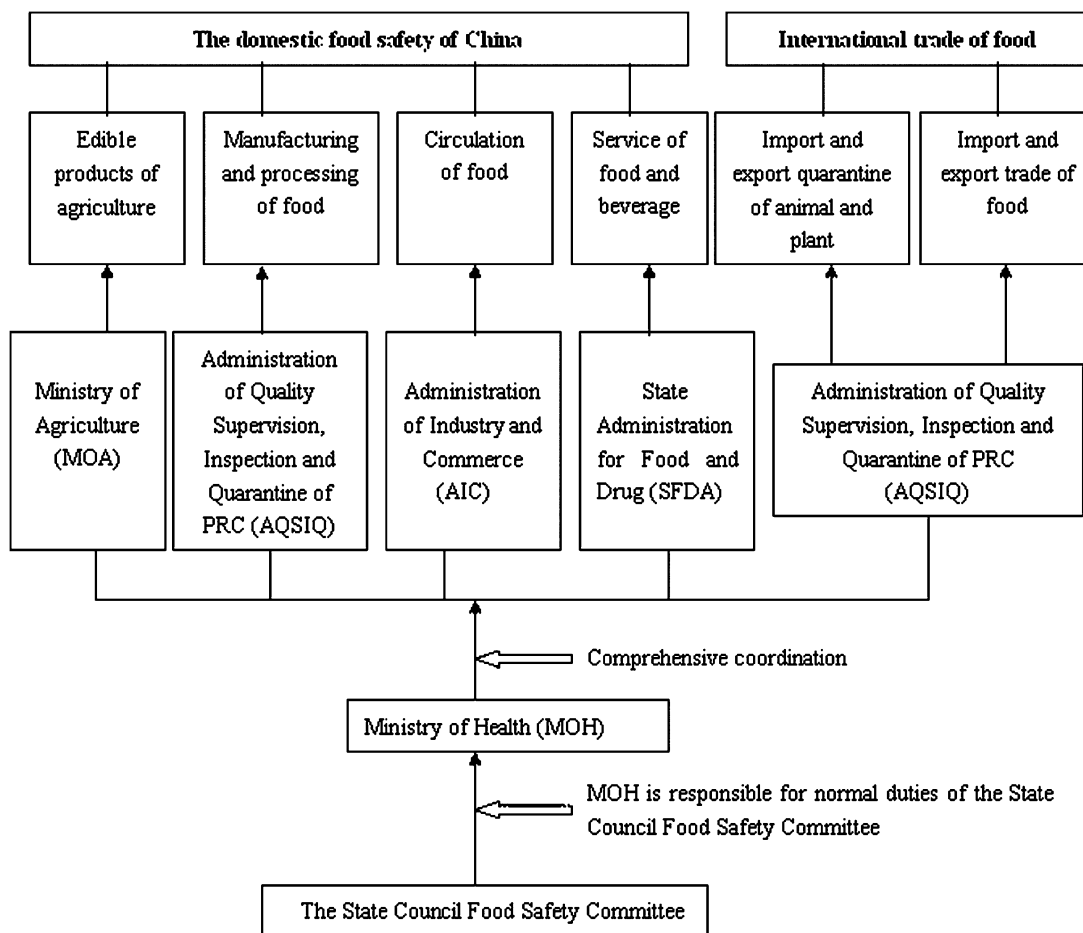 The domestic food safety of China
International trade of food
Edible
products of
agriculture
Manufacturing
and processing
of food
Circulation
of food
Service of
food and
beverage
Import and
export quarantine
of animal and
plant
Import and
export trade of
food
Ministry of
Agriculture
(MOA)
Administration
of Quality
Supervision,
Inspection and
Quarantine of
PRC (AQSIQ)
Administration
of Industry and
Commerce
(AIC)
State
Administration
for Food and
Drug (SFDA)
Administration of Quality
Supervision, Inspection and
Quarantine of PRC
(AQSIQ)
Comprehensive coordination
Ministry of Health (MOH)
MOH is responsible for normal duties of the State
Council Food Safety Committee
The State Council Food Safety Committee